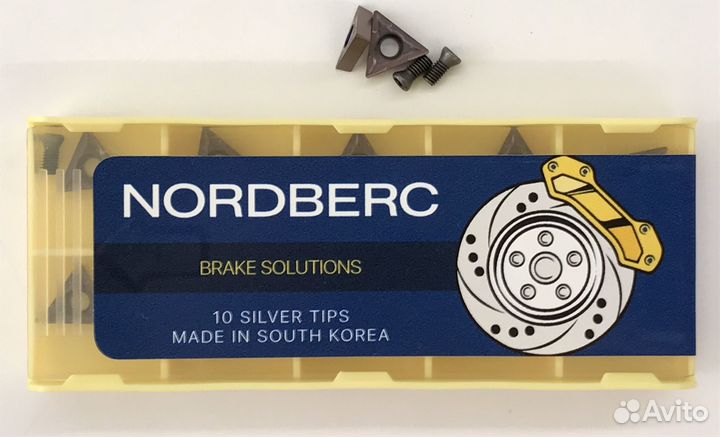 NORDBERC
BRAKE SOLUTIONS
10 SILVER TIPS
MADE IN SOUTH KOREA
Avito